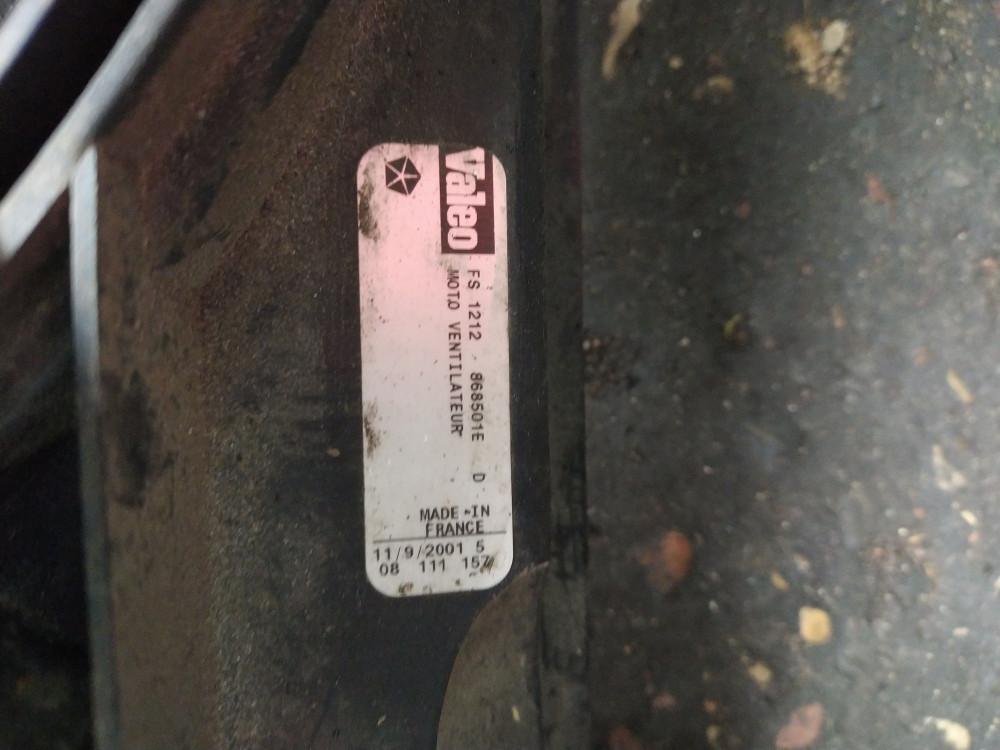 Valeo
FS 1212 868501E D
MOTO VENTILATEUR
MADE IN
FRANCE
11/9/2001 5
08 111 157